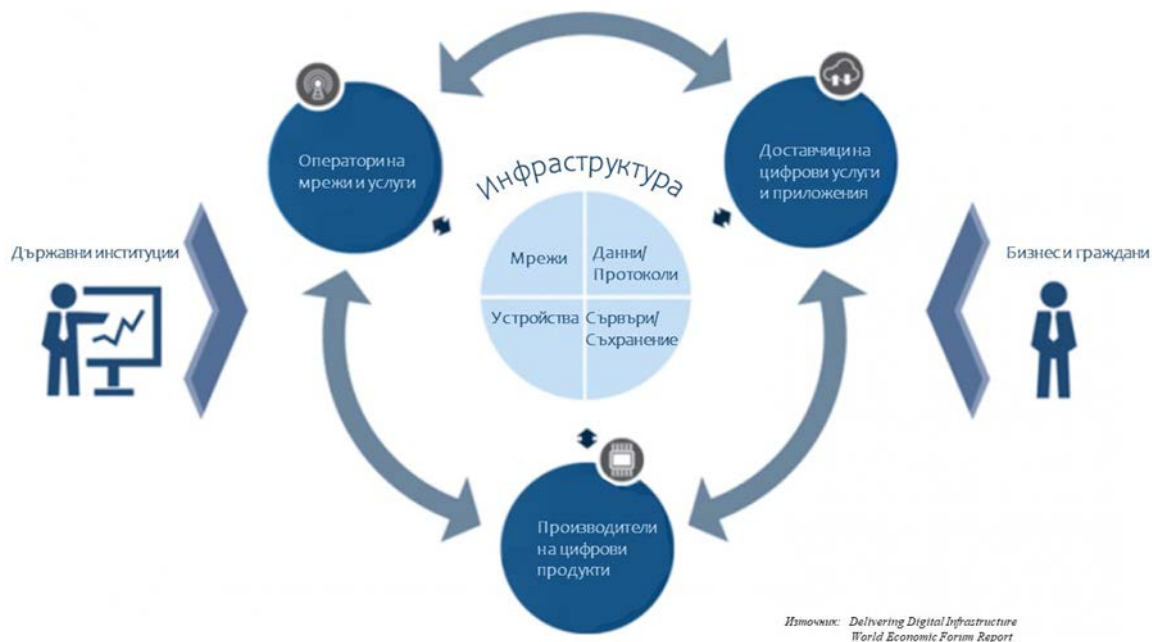 Оператори на
мрежи и услуги
Доставчици на
цифрови услуги
и приложения
Инфраструктура
Държавни институции
Бизнес и граждани
Мрежи
Данни/
Протоколи
Устройства
Сървъри/
Съхранение
Производители
на цифрови
продукти
Източник: Delivering Digital Infrastructure
World Economic Forum Report